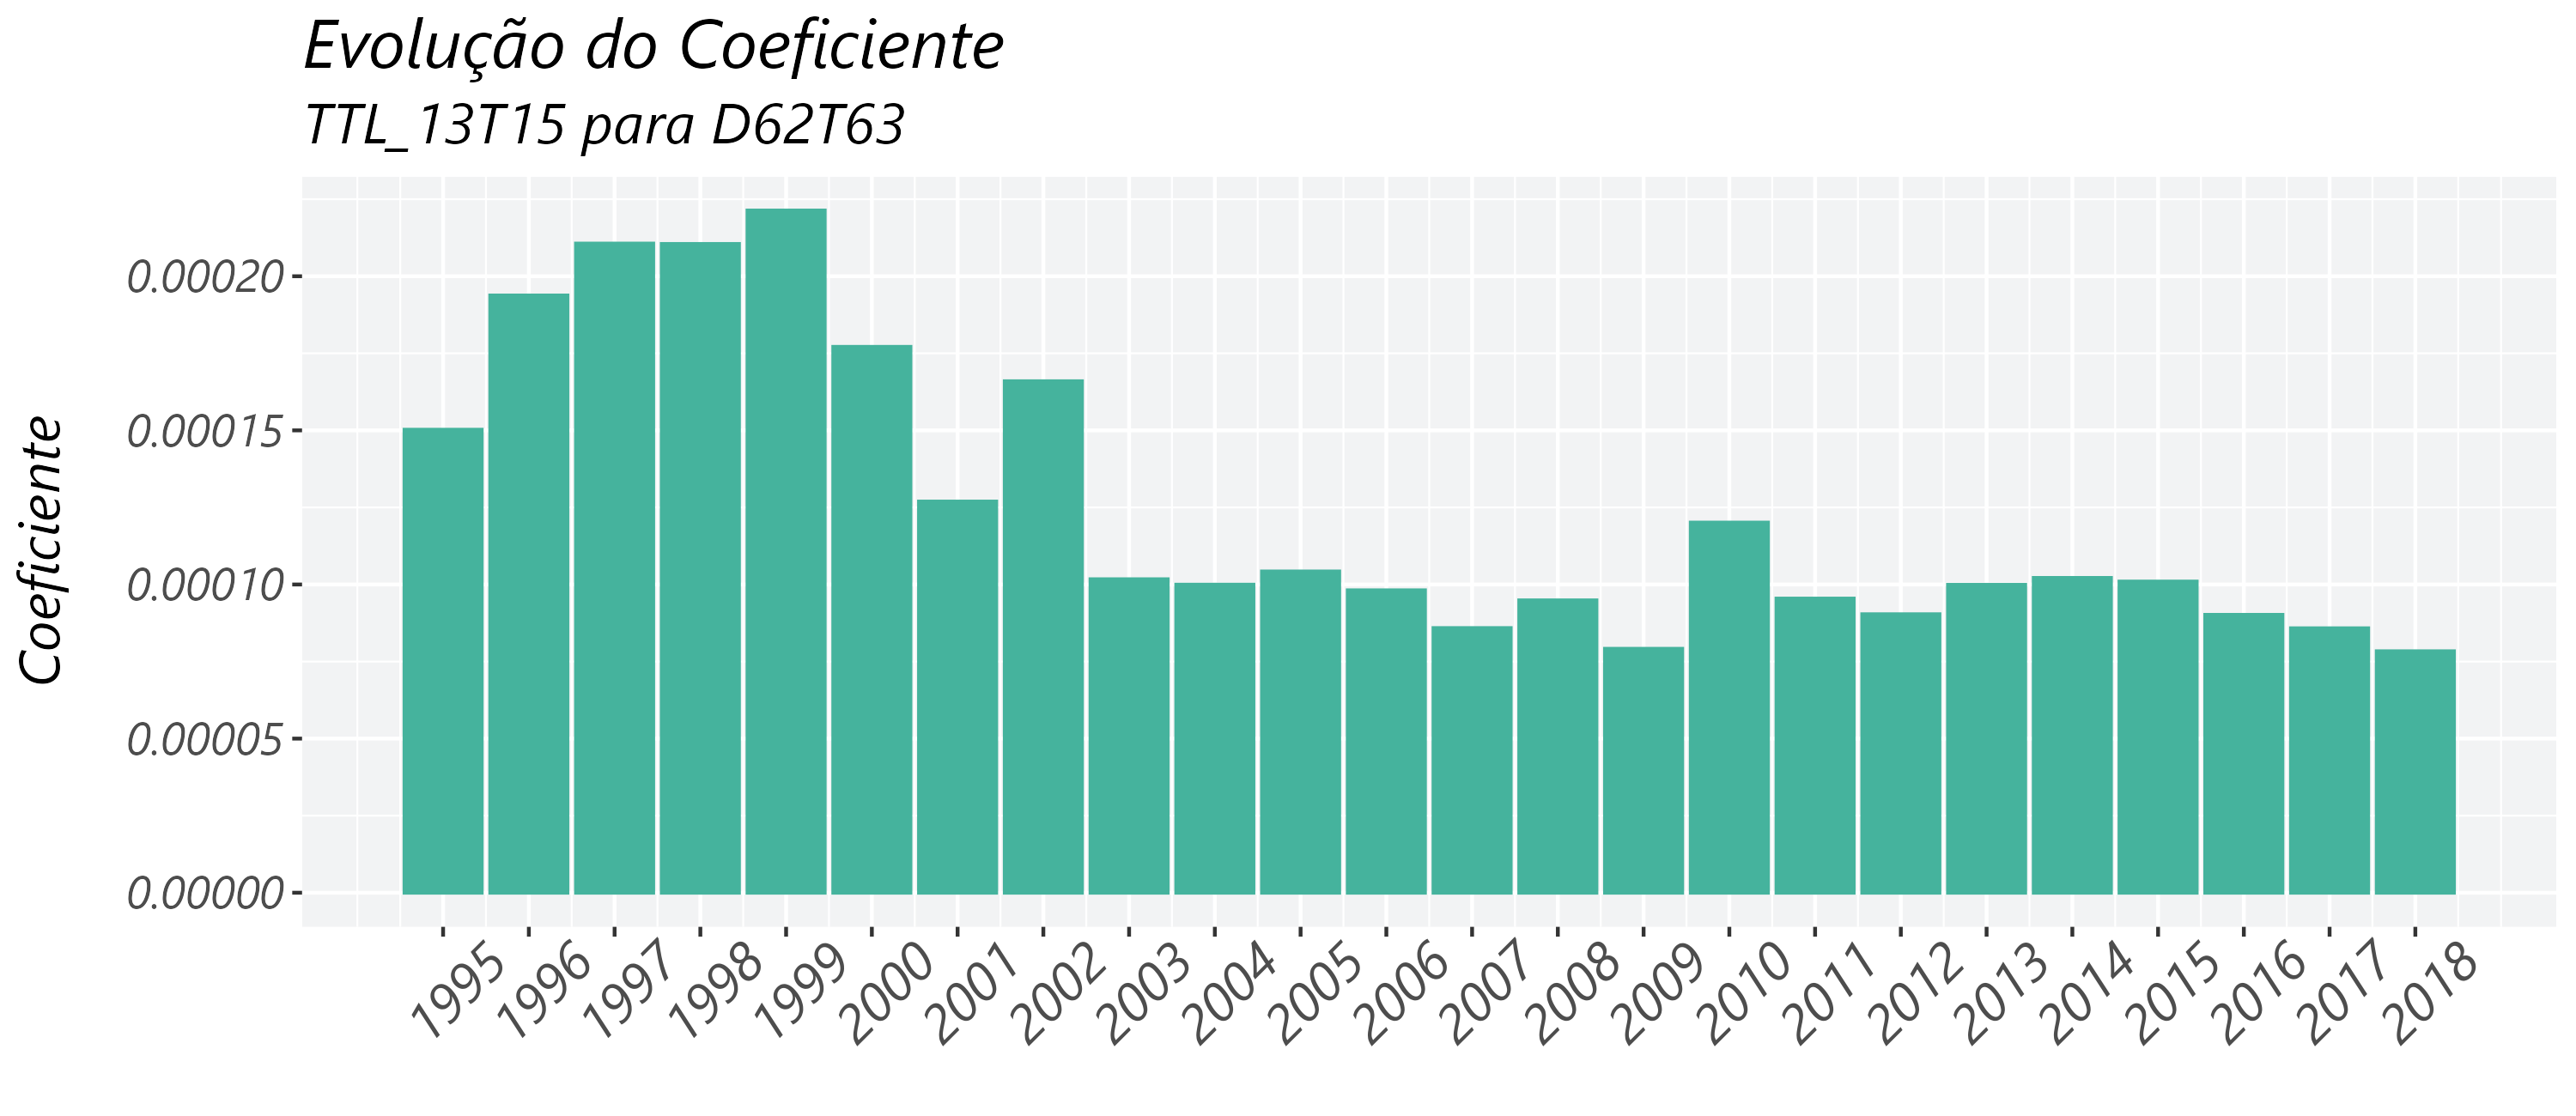 Evolução do Coeficiente
TTL_13T15 para D62T63
Coeficiente
0.00020
0.00015
0.00010
0.00005
0.00000
1995 1996 1997 1998 1999 2000 2001 2002 2003 2004 2005 2006 2007 2008 2009 2010 2011 2012 2013 2014 2015 2016 2017 2018